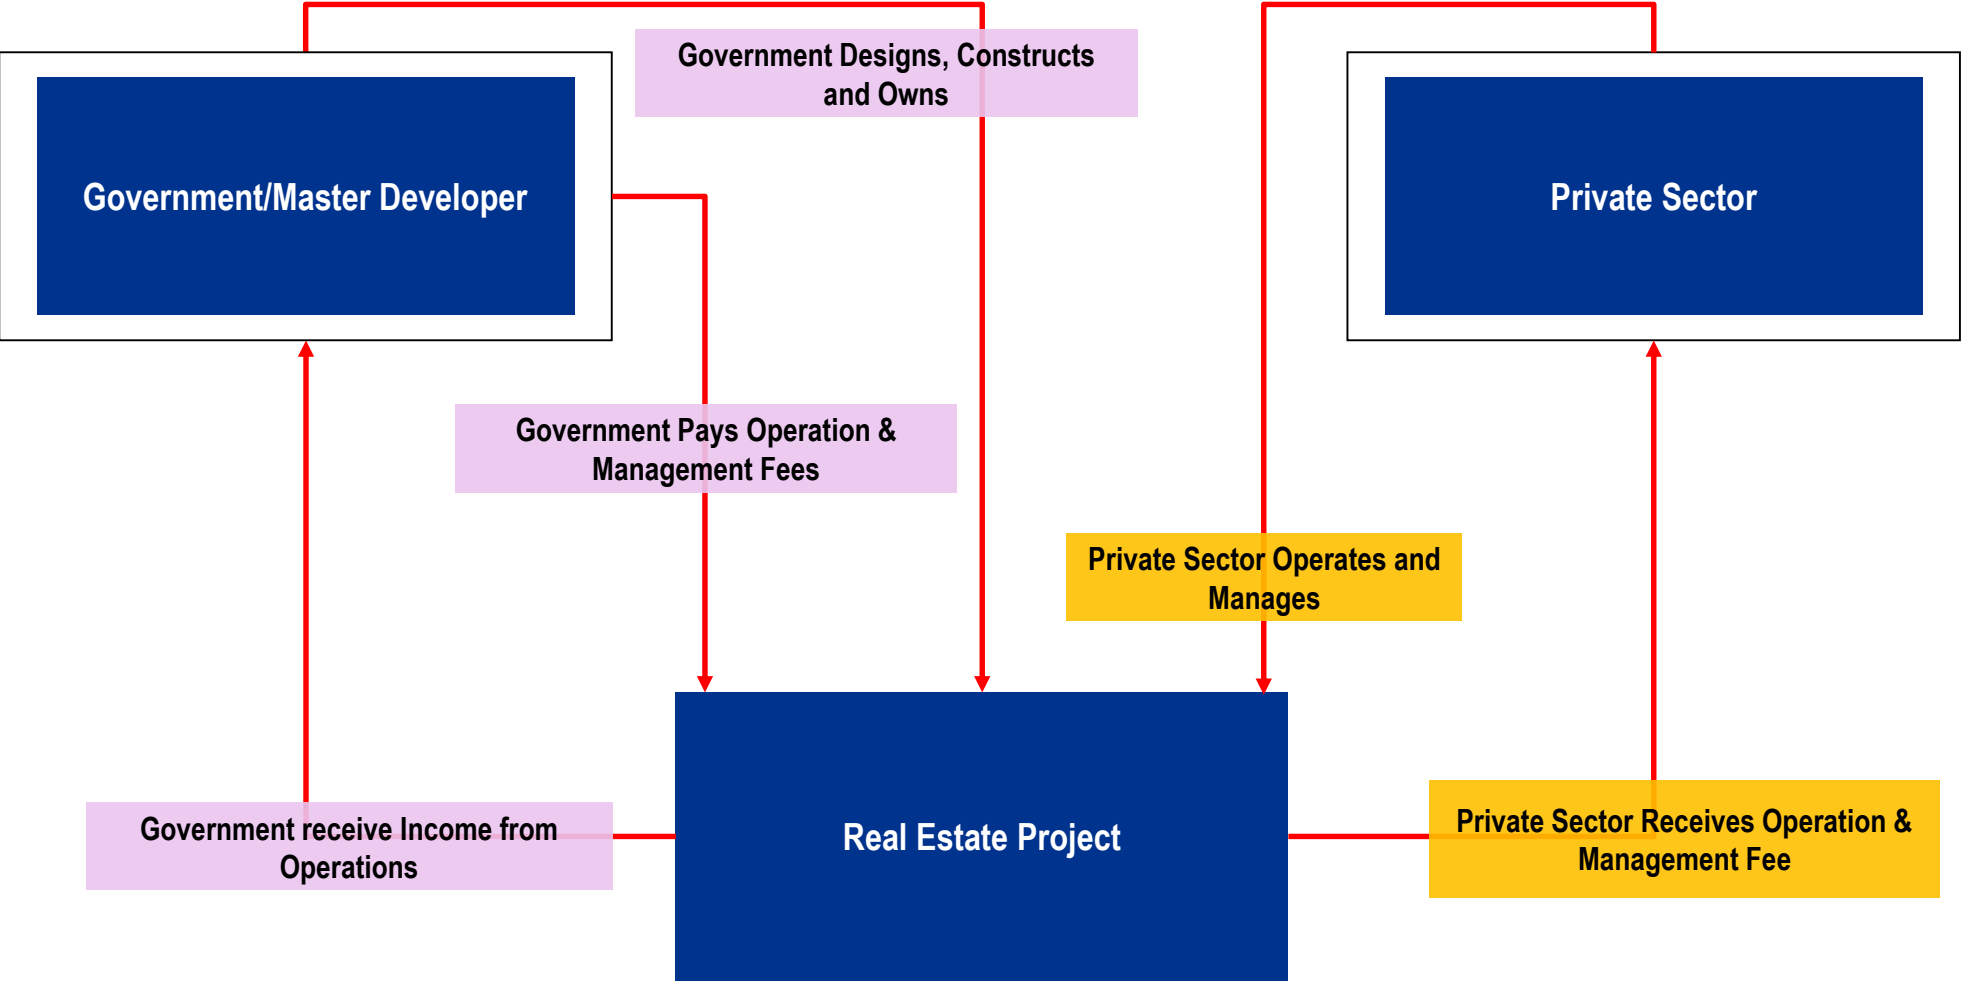 Government Designs, Constructs
and Owns
Government/Master Developer
Private Sector
Government Pays Operation &
Management Fees
Private Sector Operates and
Manages
Government receive Income from
Operations
Real Estate Project
Private Sector Receives Operation &
Management Fee